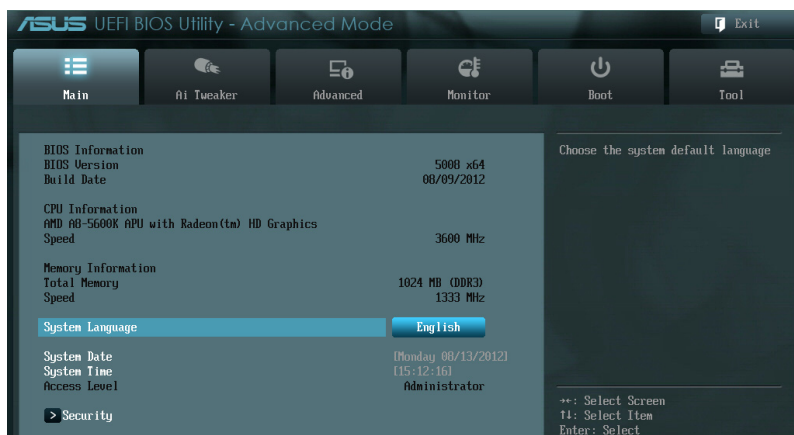 ASUS UEFI BIOS Utility - Advanced Mode
Exit
Main
Ai Tweaker
Advanced
Monitor
Boot
Tool
BIOS Information
BIOS Version 5008 x64
Build Date 08/09/2012
CPU Information
AMD A8-5600K APU with Radeon(tm) HD Graphics
Speed 3600 MHz
Memory Information
Total Memory 1024 MB (DDR3)
Speed 1333 MHz
System Language English
System Date [Monday 08/13/2012]
System Time [15:12:16]
Access Level Administrator
> Security
Choose the system default language
→←: Select Screen
↑↓: Select Item
Enter: Select